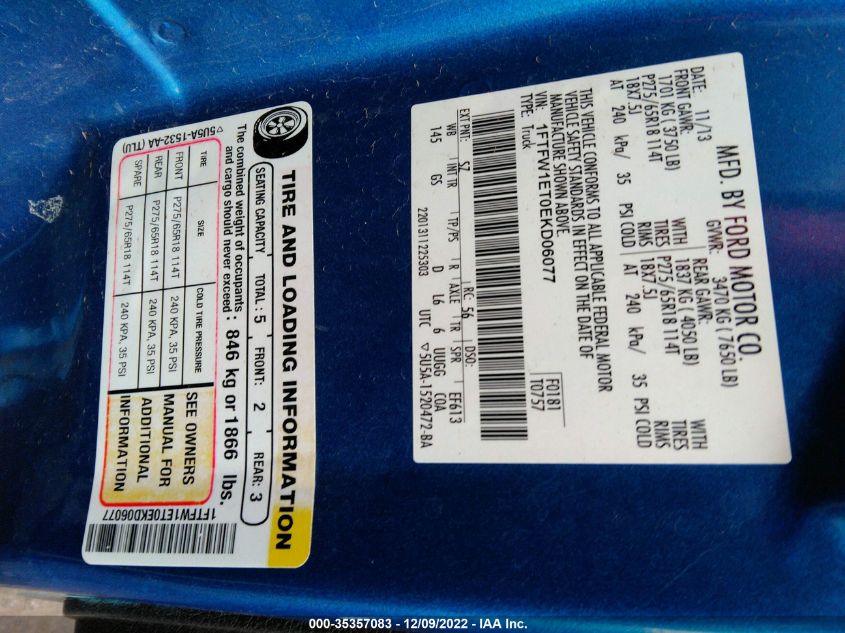 MFD. BY FORD MOTOR CO.
DATE: 11/13 GVWR: 3470 KG ( 7650 LB)
FRONT GAWR: WITH REAR GAWR: WITH
1701 KG ( 3750 LB) TIRES 1837 KG ( 4050 LB) TIRES
P275/65R18 114T RIMS P275/65R18 114T RIMS
18X7.5J 18X7.5J
AT 240 kPa/ 35 PSI COLD AT 240 kPa/ 35 PSI COLD
THIS VEHICLE CONFORMS TO ALL APPLICABLE FEDERAL MOTOR
VEHICLE SAFETY STANDARDS IN EFFECT ON THE DATE OF
MANUFACTURE SHOWN ABOVE.
VIN: 1FTFW1ET0EKD06077
TYPE: Truck
F0181
T0757
EXT PNT: SZ RC: 56 DSO:
WB INT TR TP/PS R AXLE TR SPR EF613
145 GS D L6 6 UUGG COA
2201311225303 UTC ▽5U5A-1520472-BA
TIRE AND LOADING INFORMATION
SEATING CAPACITY TOTAL: 5 FRONT: 2 REAR: 3
The combined weight of occupants
and cargo should never exceed: 846 kg or 1866 lbs.
TIRE SIZE COLD TIRE PRESSURE
FRONT P275/65R18 114T 240 KPA, 35 PSI
REAR P275/65R18 114T 240 KPA, 35 PSI
SPARE P275/65R18 114T 240 KPA, 35 PSI
SEE OWNERS
MANUAL FOR
ADDITIONAL
INFORMATION
▽5U5A-1532-AA (TLU)
1FTFW1ET0EKD06077
000-35357083 - 12/09/2022 - IAA Inc.